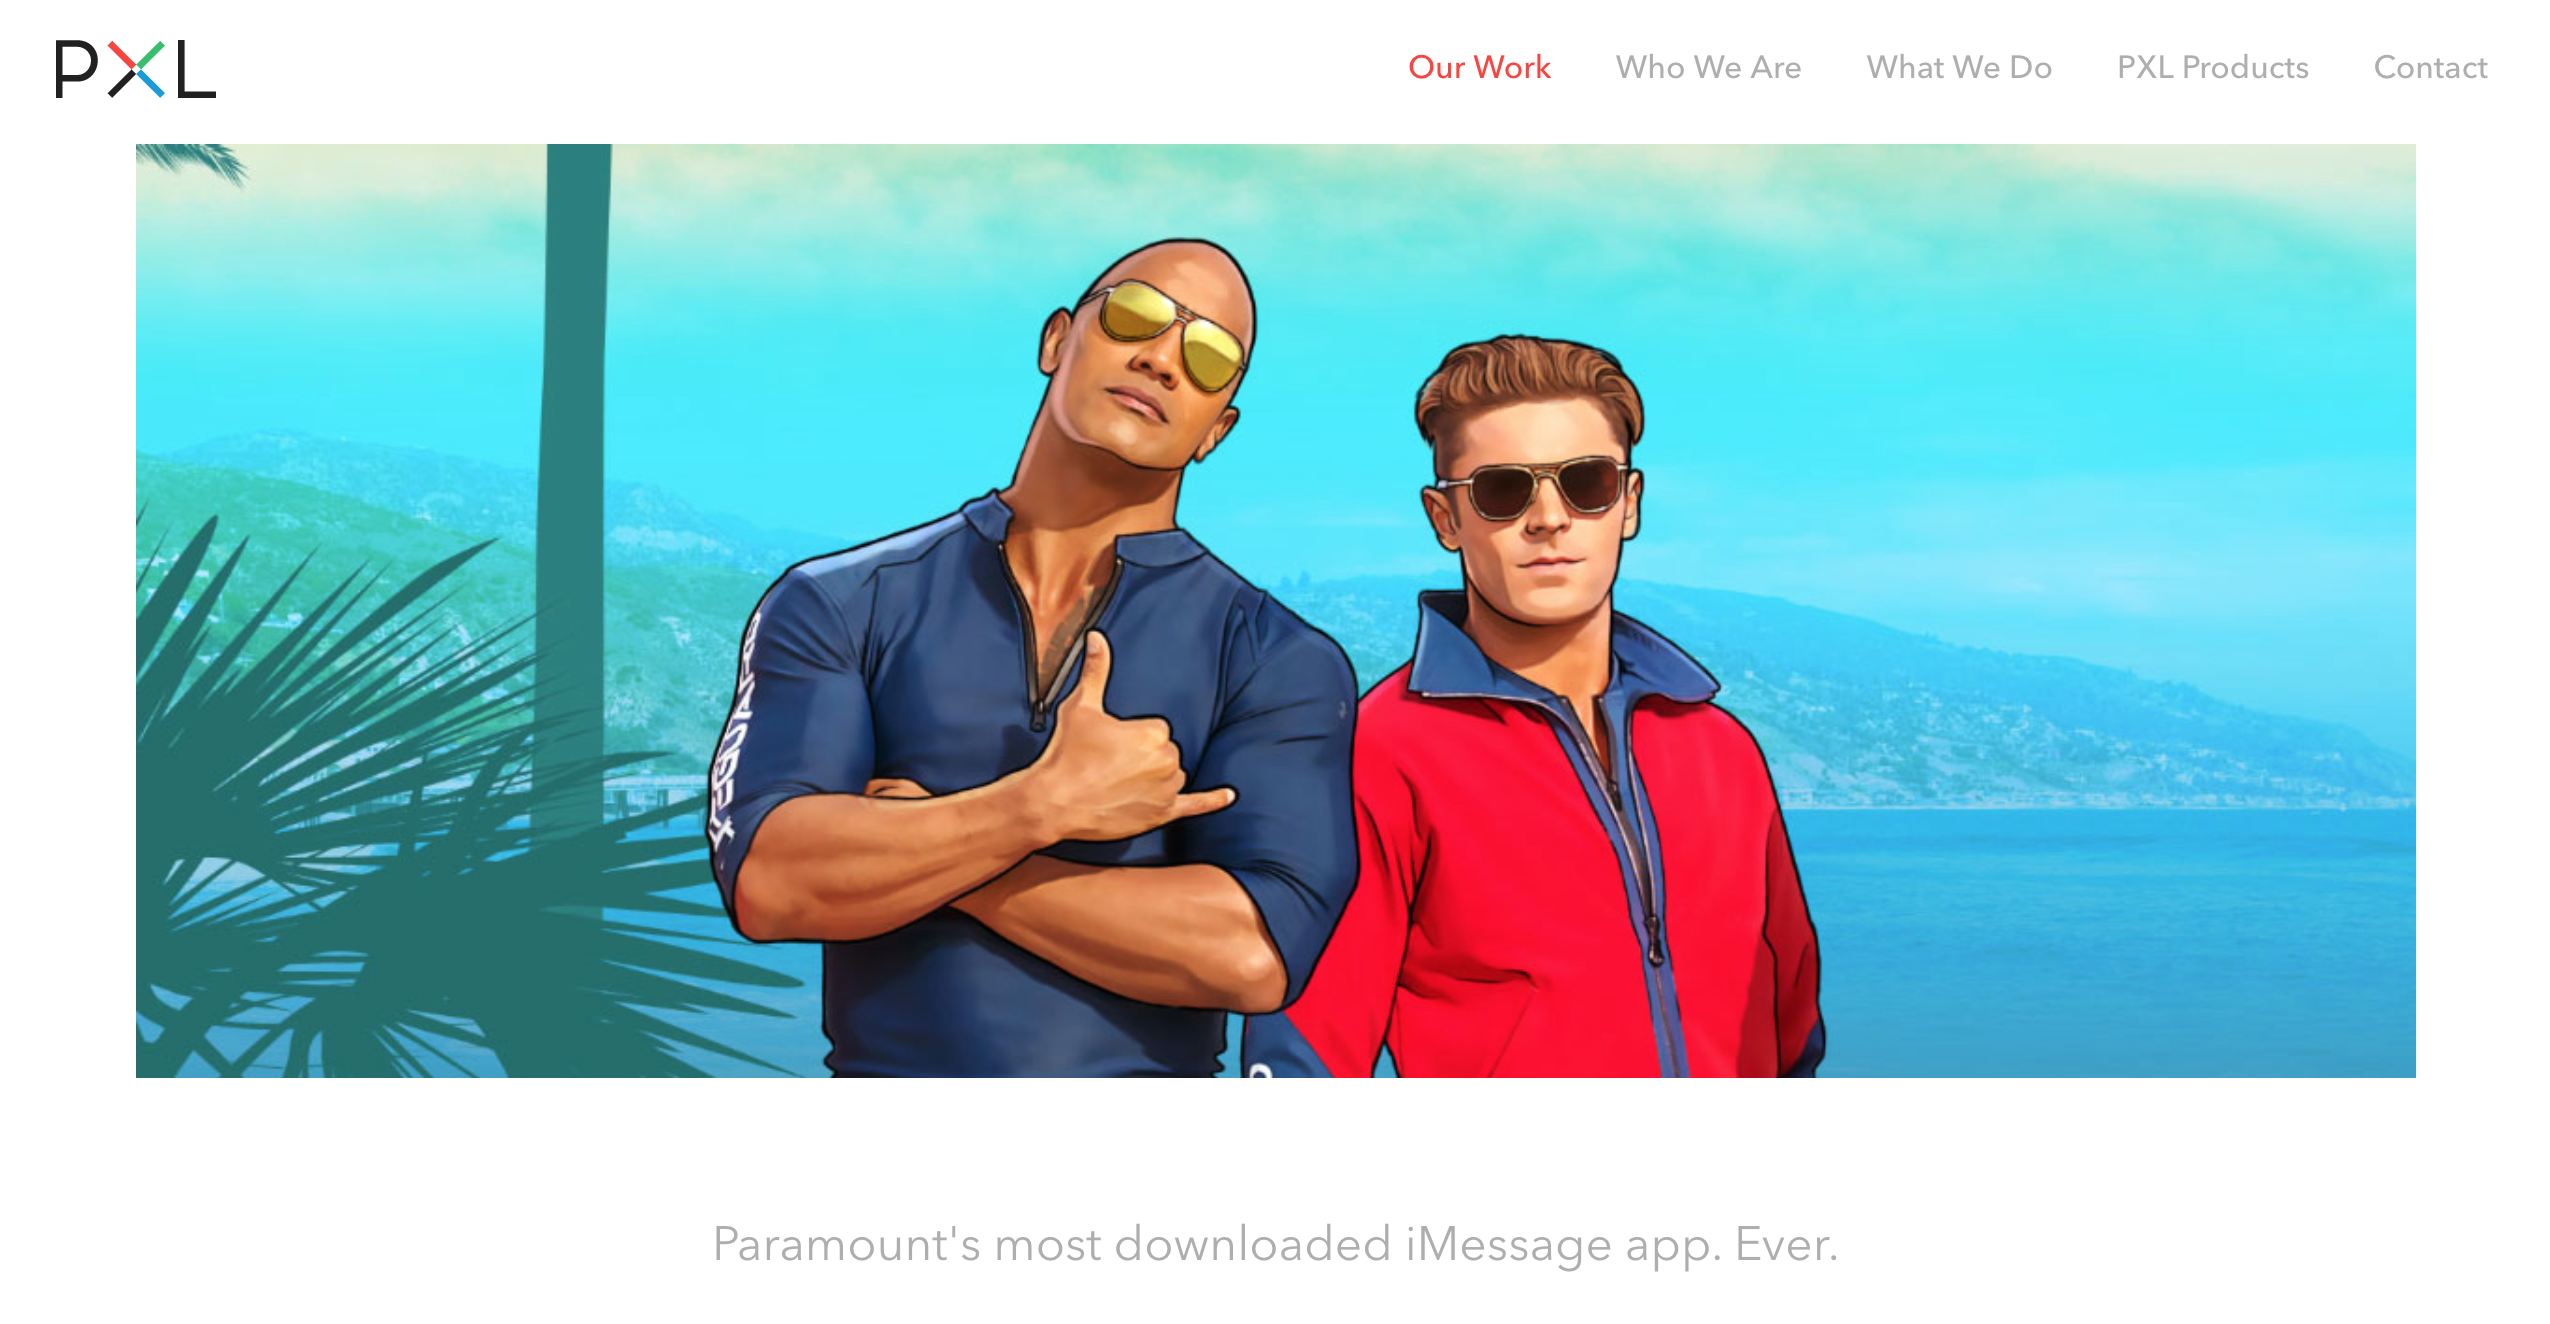 PXL
Our Work Who We Are What We Do PXL Products Contact
Paramount's most downloaded iMessage app. Ever.